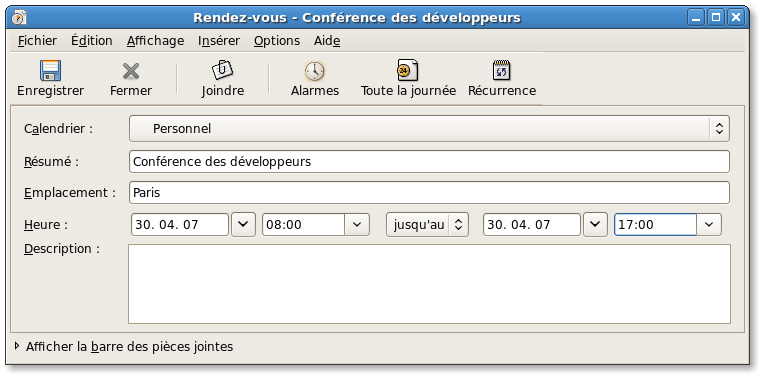 Rendez-vous - Conférence des développeurs
Fichier Édition Affichage Insérer Options Aide
Enregistrer Fermer Joindre Alarmes Toute la journée Récurrence
Calendrier : Personnel
Résumé : Conférence des développeurs
Emplacement : Paris
Heure : 30. 04. 07 08:00 jusqu'au 30. 04. 07 17:00
Description :
Afficher la barre des pièces jointes